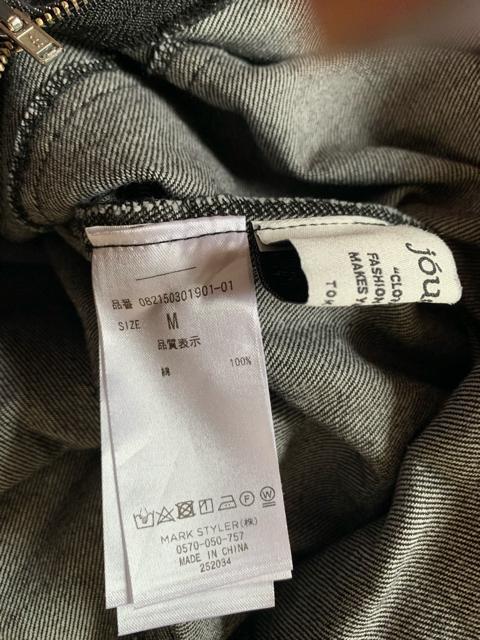 品番 082150301901-01
SIZE M
品質表示
綿 100%
MARK STYLER(株)
0570-050-757
MADE IN CHINA
252034
jóu
"CLO
FASHIO
MAKES Y
TO